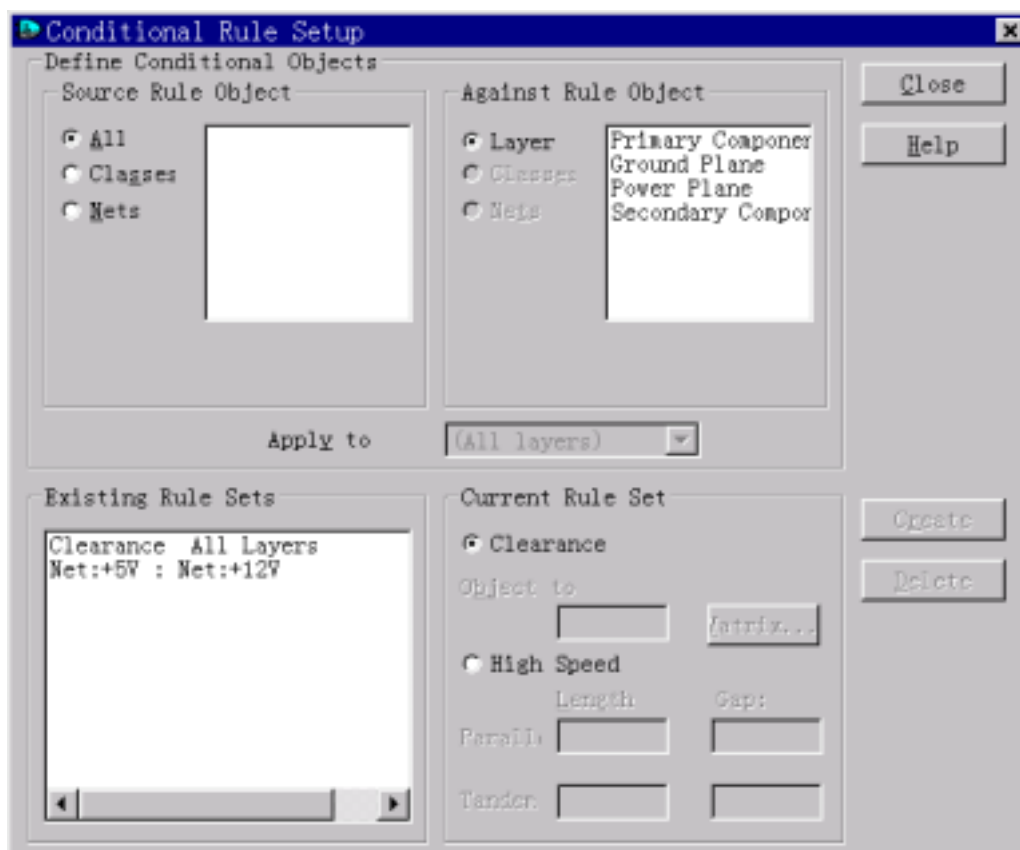 Conditional Rule Setup
Define Conditional Objects
Source Rule Object
All
Classes
Nets
Against Rule Object
Layer
Classes
Nets
Primary Componer
Ground Plane
Power Plane
Secondary Compor
Close
Help
Apply to
(All layers)
Existing Rule Sets
Clearance All Layers
Net:+5V : Net:+12V
Current Rule Set
Clearance
Object to
Matrix...
High Speed
Length
Gap:
Paralle
Tandem
Create
Delete